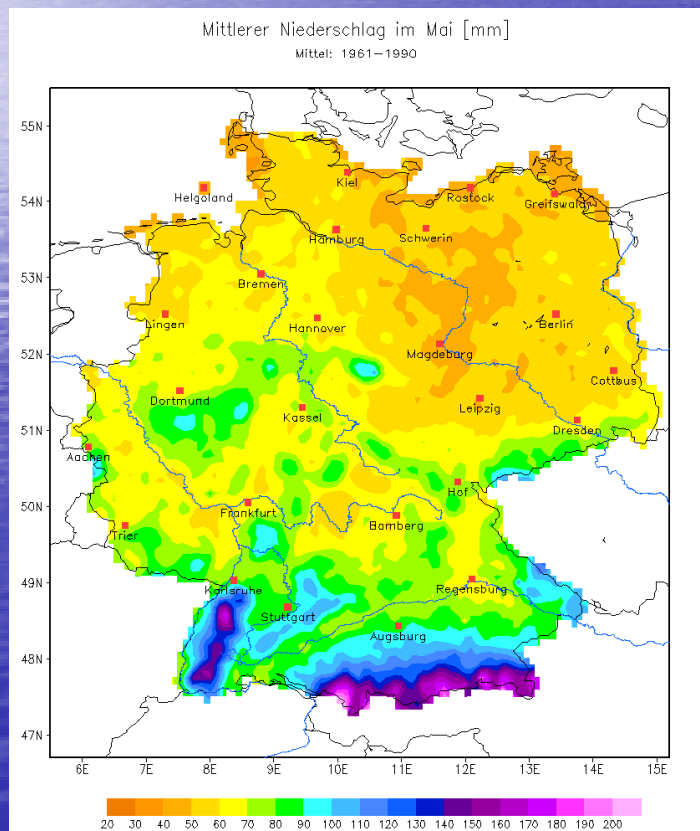 Mittlerer Niederschlag im Mai [mm]
Mittel: 1961-1990
55N
54N
53N
52N
51N
50N
49N
48N
47N
Kiel
Helgoland
Rostock
Greifswald
Hamburg
Schwerin
Bremen
Lingen
Hannover
Berlin
Magdeburg
Dortmund
Kassel
Leipzig
Cottbus
Dresden
Aachen
Hof
Frankfurt
Bamberg
Trier
Karlsruhe
Regensburg
Stuttgart
Augsburg
6E 7E 8E 9E 10E 11E 12E 13E 14E 15E
20 30 40 50 60 70 80 90 100 110 120 130 140 150 160 170 180 190 200